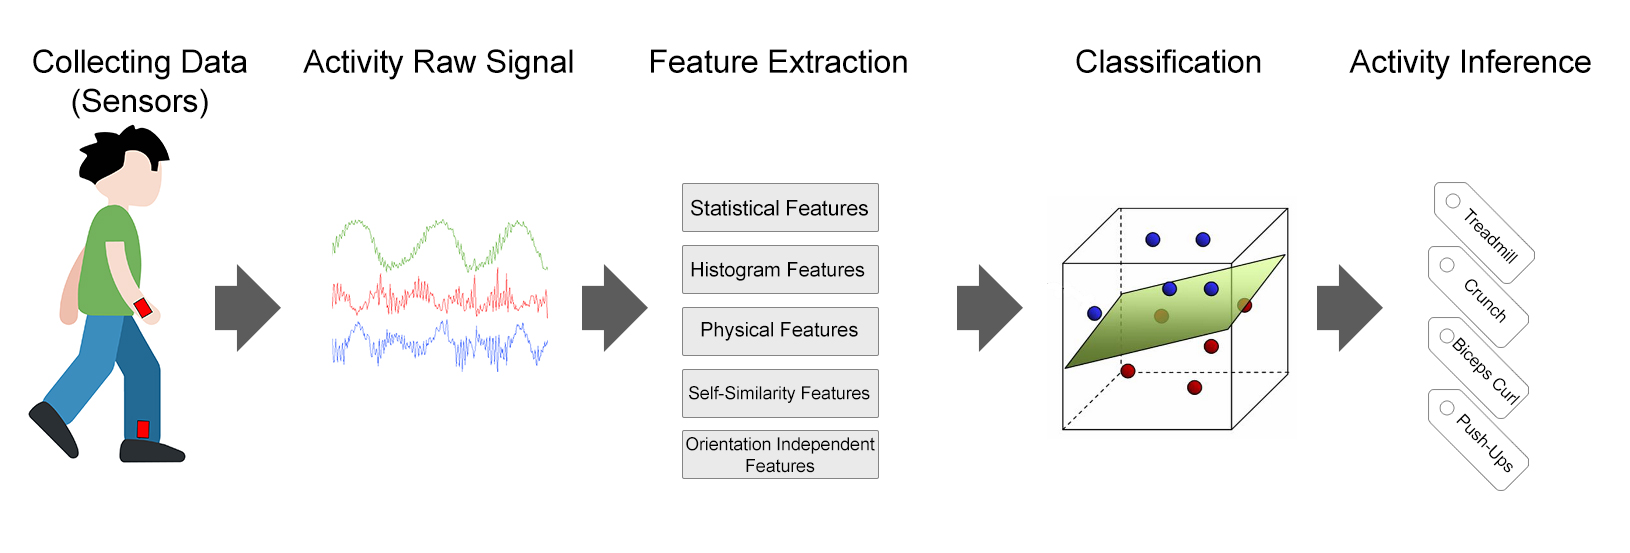 Collecting Data
(Sensors)
Activity Raw Signal
Feature Extraction
Classification
Activity Inference
Statistical Features
Histogram Features
Physical Features
Self-Similarity Features
Orientation Independent
Features
Treadmill
Crunch
Biceps Curl
Push-Ups